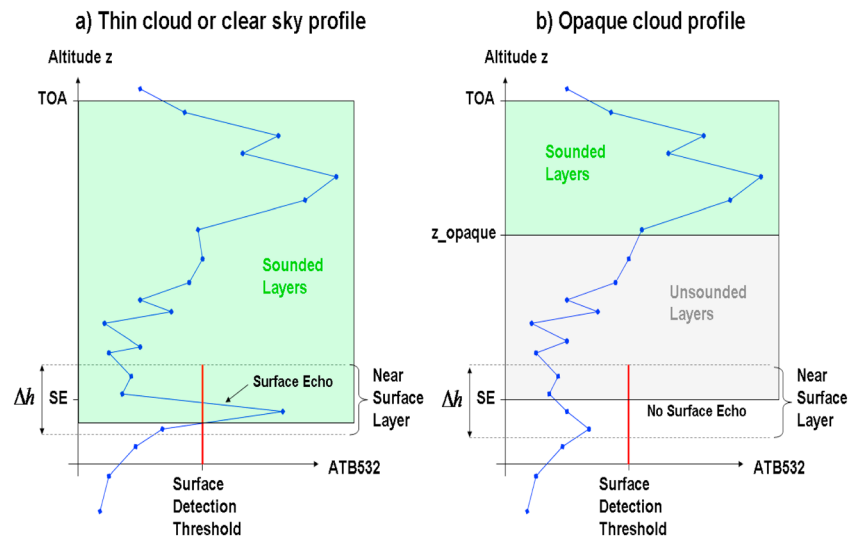 a) Thin cloud or clear sky profile
Altitude z
TOA
Sounded
Layers
Surface Echo
Δh
SE
Near
Surface
Layer
ATB532
Surface
Detection
Threshold
b) Opaque cloud profile
Altitude z
TOA
Sounded
Layers
z_opaque
Unsounded
Layers
Δh
SE
No Surface Echo
Near
Surface
Layer
ATB532
Surface
Detection
Threshold